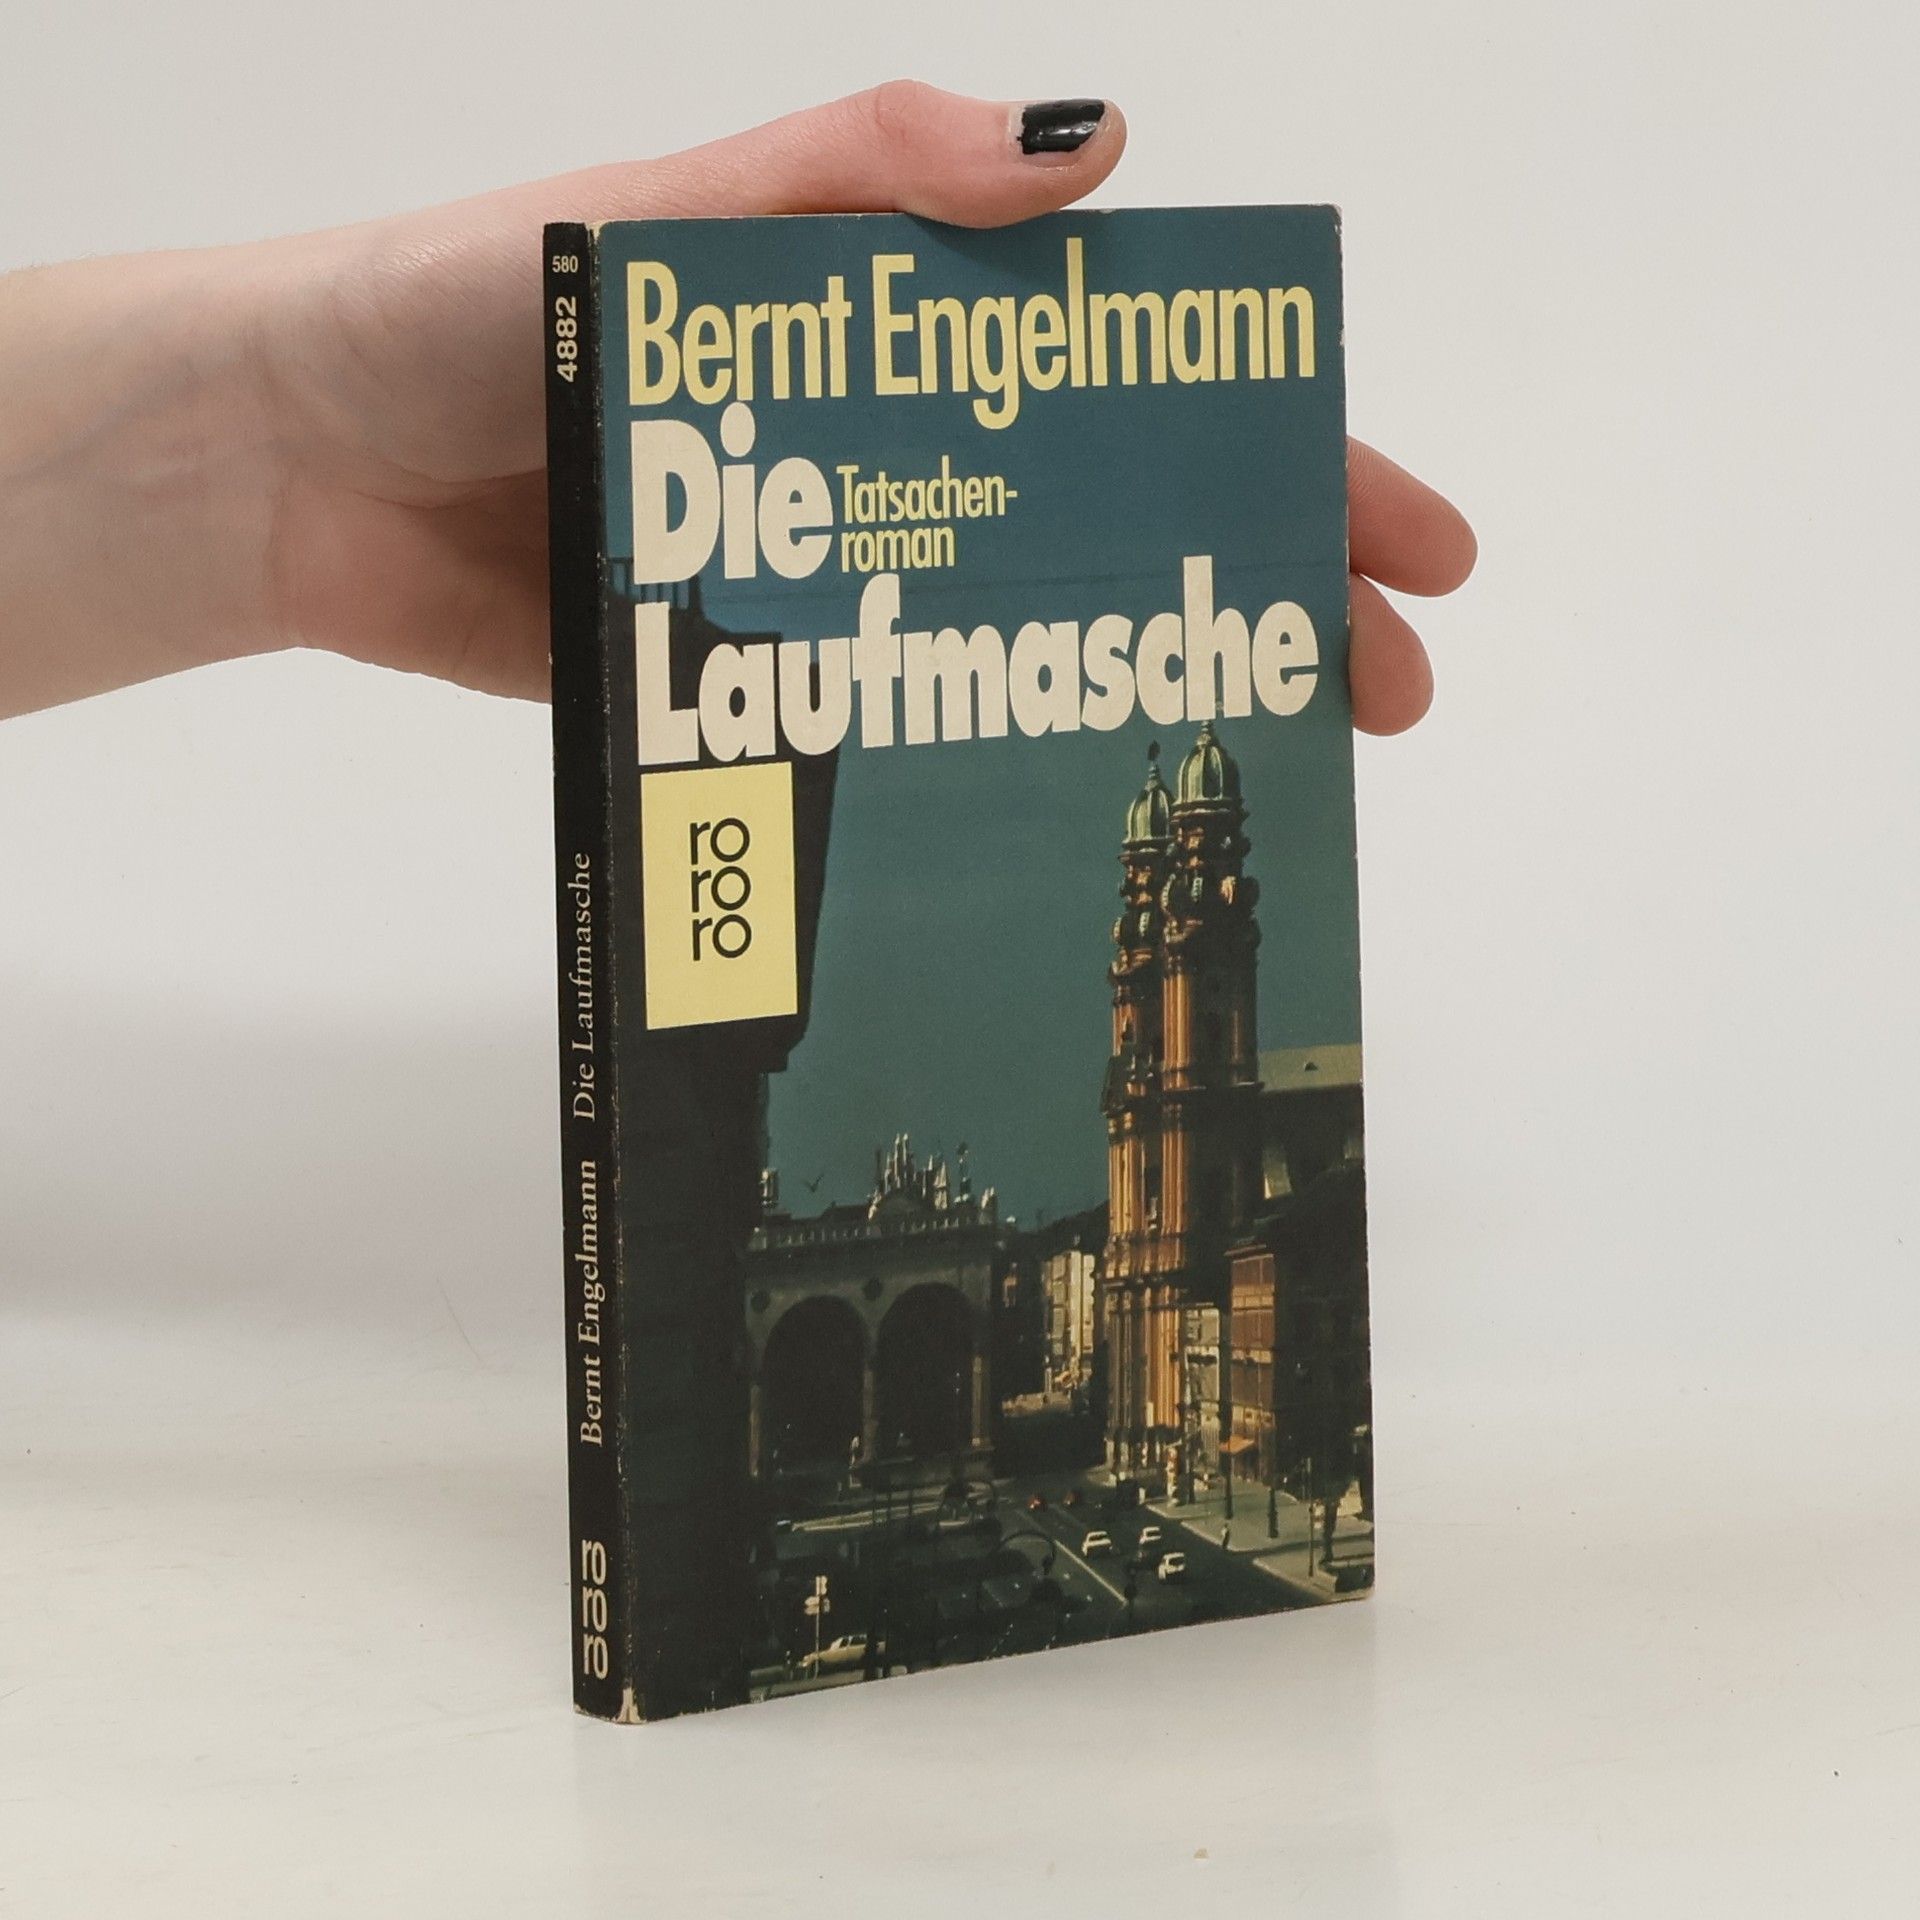 Bernt Engelmann
Die
Tatsachen-
roman
Laufmasche
ro
ro
ro
580
4882
Bernt Engelmann Die Laufmasche
ro
ro
ro